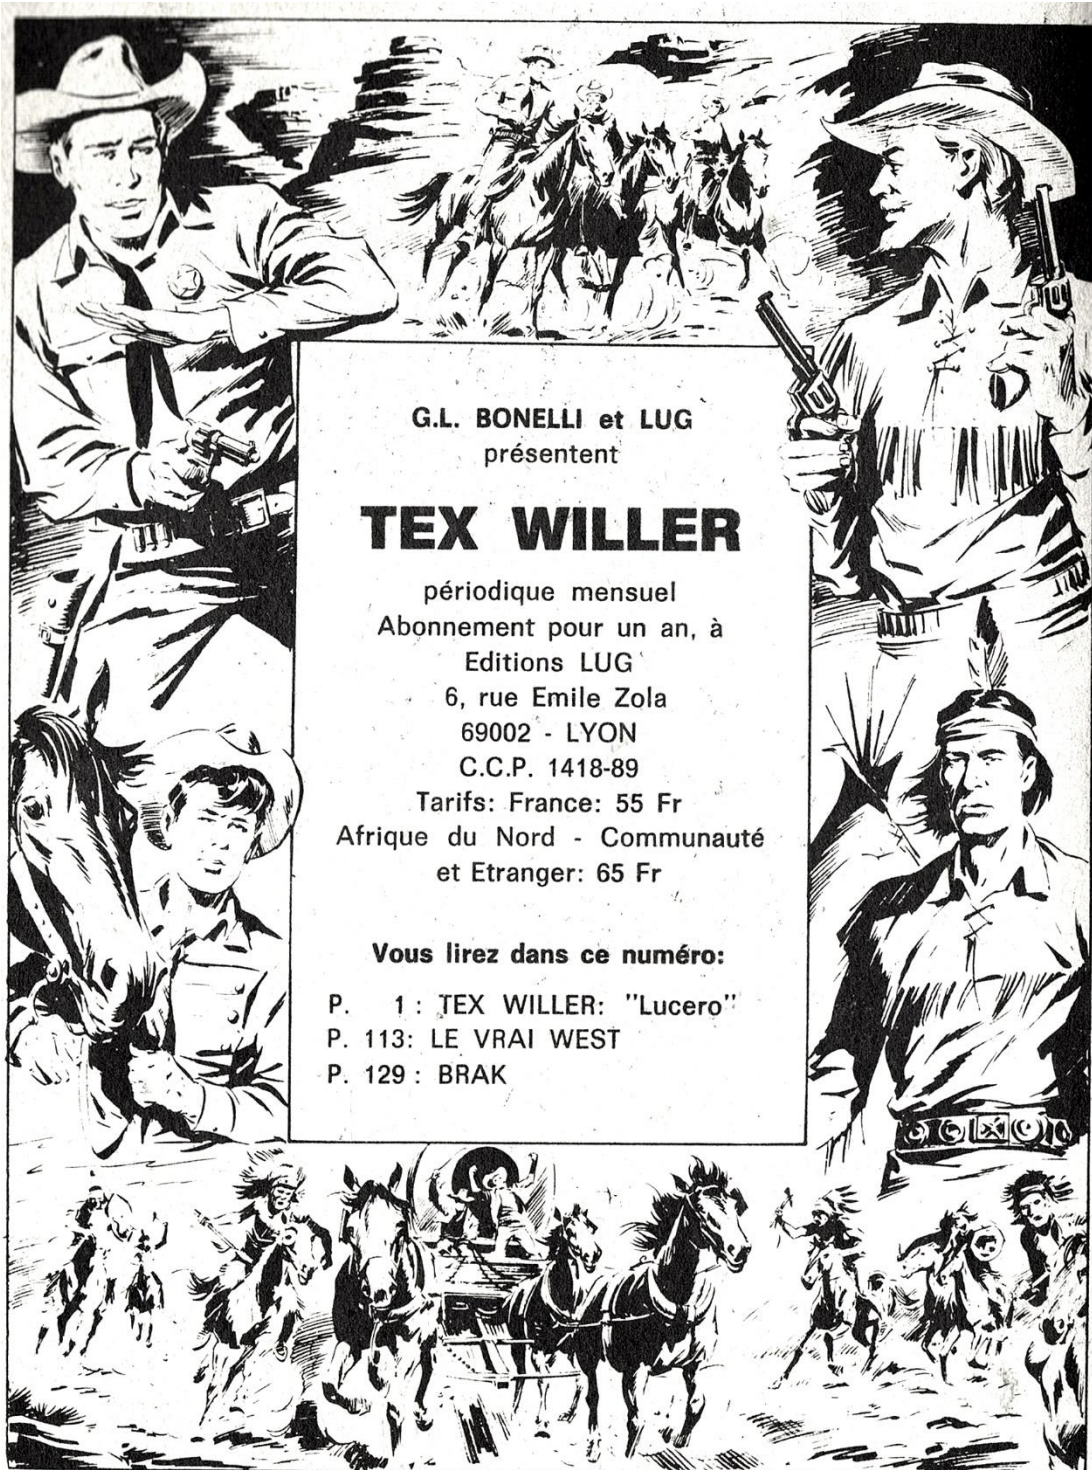 G.L. BONELLI et LUG
présentent
TEX WILLER
périodique mensuel
Abonnement pour un an, à
Editions LUG
6, rue Emile Zola
69002 - LYON
C.C.P. 1418-89
Tarifs: France: 55 Fr
Afrique du Nord - Communauté
et Etranger: 65 Fr
Vous lirez dans ce numéro:
P. 1 : TEX WILLER: "Lucero"
P. 113: LE VRAI WEST
P. 129 : BRAK